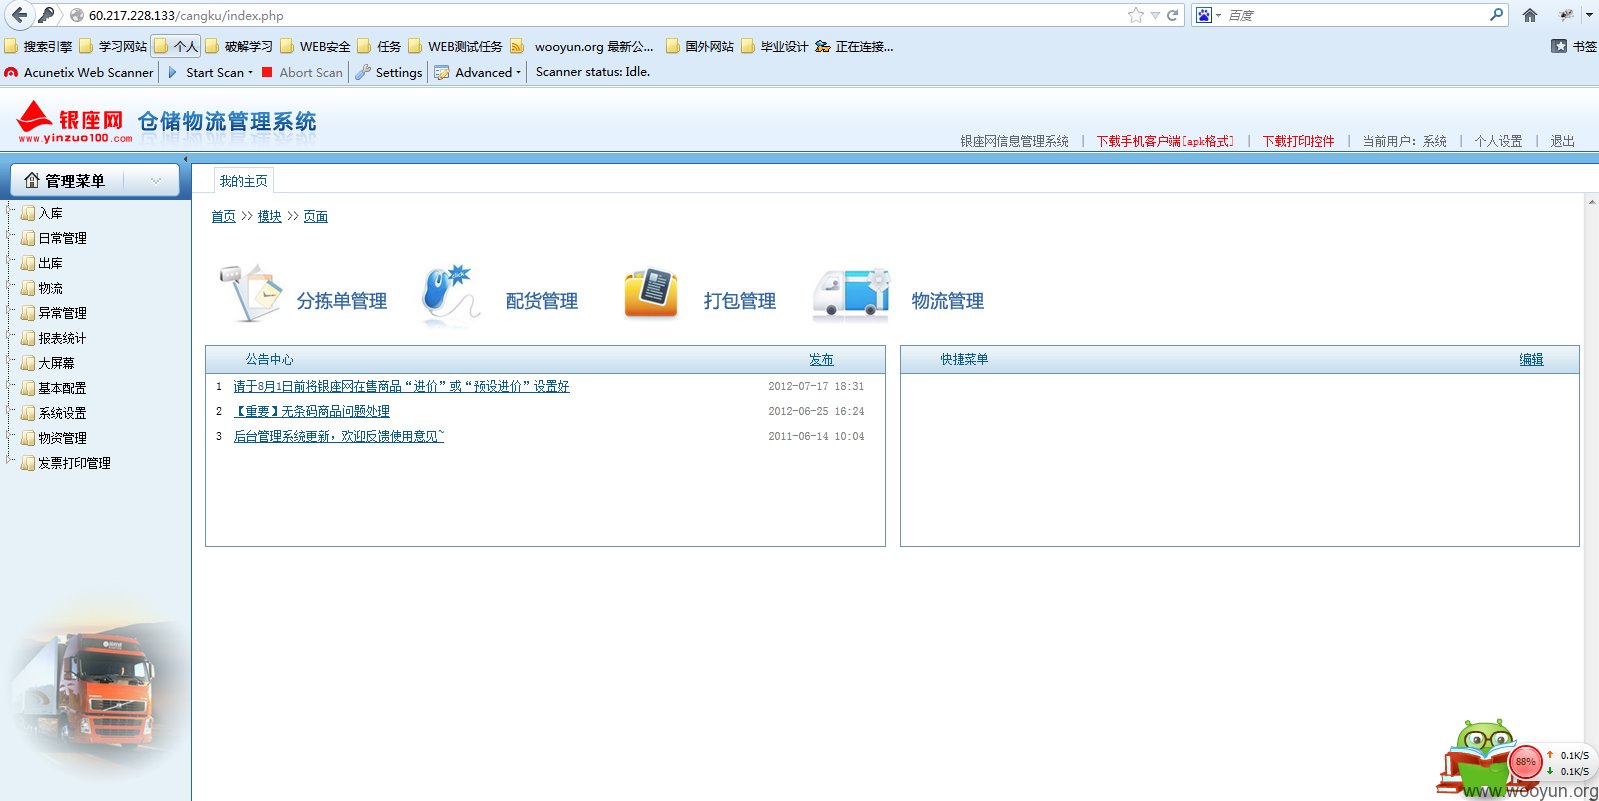 60.217.228.133/cangku/index.php 百度
搜索引擎 学习网站 个人 破解学习 WEB安全 任务 WEB测试任务 wooyun.org 最新公... 国外网站 毕业设计 正在连接... 书签
Acunetix Web Scanner Start Scan Abort Scan Settings Advanced Scanner status: Idle.
银座网 仓储物流管理系统
www.yinzuo100.com
银座网信息管理系统 | 下载手机客户端[apk格式] | 下载打印控件 | 当前用户：系统 | 个人设置 | 退出
管理菜单
我的主页
入库
日常管理
出库
物流
异常管理
报表统计
大屏幕
基本配置
系统设置
物资管理
发票打印管理
首页 >> 模块 >> 页面
分拣单管理 click 配货管理 打包管理 物流管理
公告中心 发布
1 请于8月1日前将银座网在售商品“进价”或“预设进价”设置好 2012-07-17 18:31
2 【重要】无条码商品问题处理 2012-06-25 16:24
3 后台管理系统更新，欢迎反馈使用意见~ 2011-06-14 10:04
快捷菜单 编辑
88% 0.1K/S
0.1K/S
www.wooyun.org